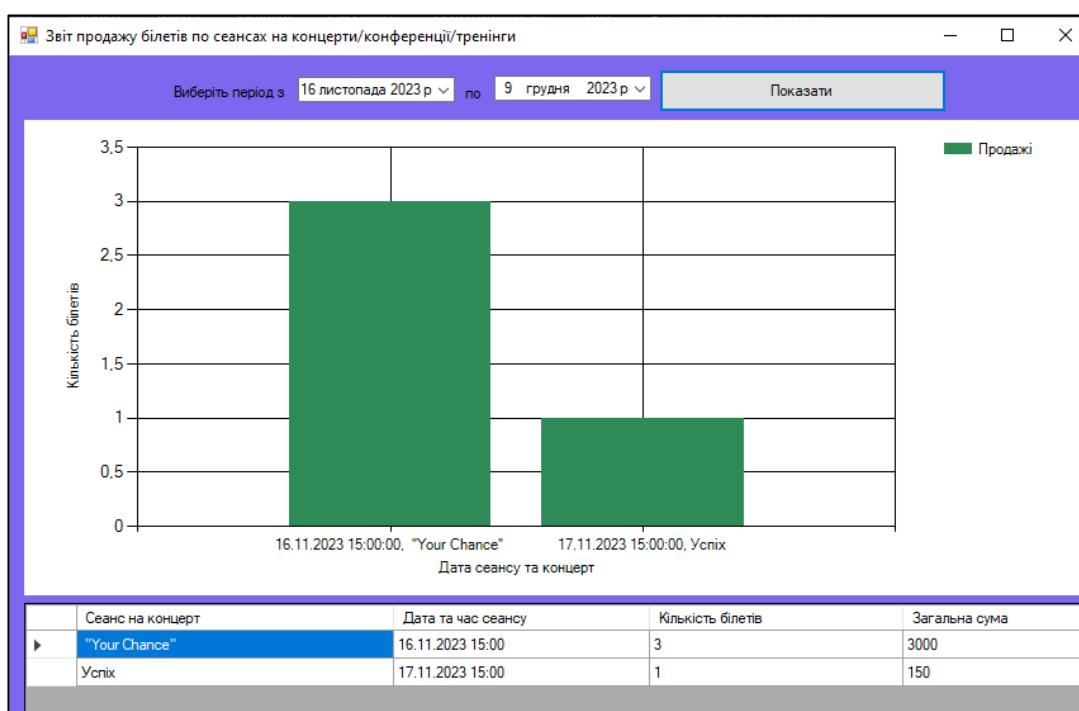 Звіт продажу білетів по сеансах на концерти/конференції/тренінги
Виберіть період з 16 листопада 2023 р по 9 грудня 2023 р Показати
3,5
Продажі
3
2,5
2
Кількість білетів
1,5
1
0,5
0
16.11.2023 15:00:00, "Your Chance" 17.11.2023 15:00:00, Успіх
Дата сеансу та концерт
Сеанс на концерт Дата та час сеансу Кількість білетів Загальна сума
"Your Chance" 16.11.2023 15:00 3 3000
Успіх 17.11.2023 15:00 1 150